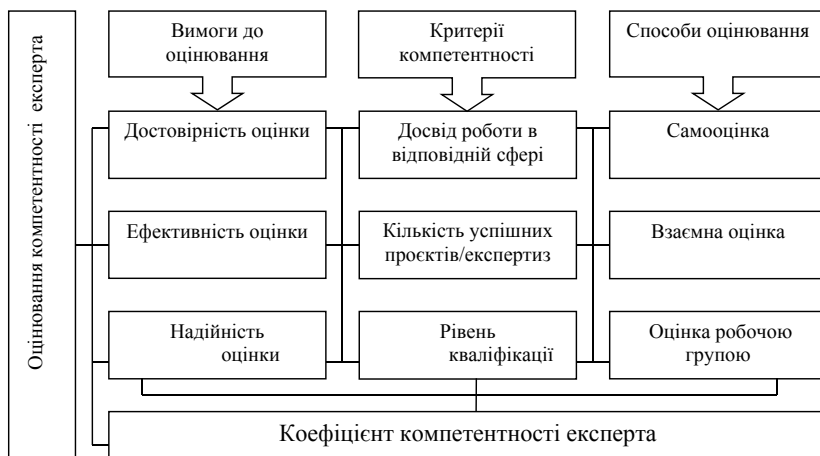 Оцінювання компетентності експерта
Вимоги до
оцінювання
Критерії
компетентності
Способи оцінювання
Достовірність оцінки
Досвід роботи в
відповідній сфері
Самооцінка
Ефективність оцінки
Кількість успішних
проєктів/експертиз
Взаємна оцінка
Надійність
оцінки
Рівень
кваліфікації
Оцінка робочою
групою
Коефіцієнт компетентності експерта